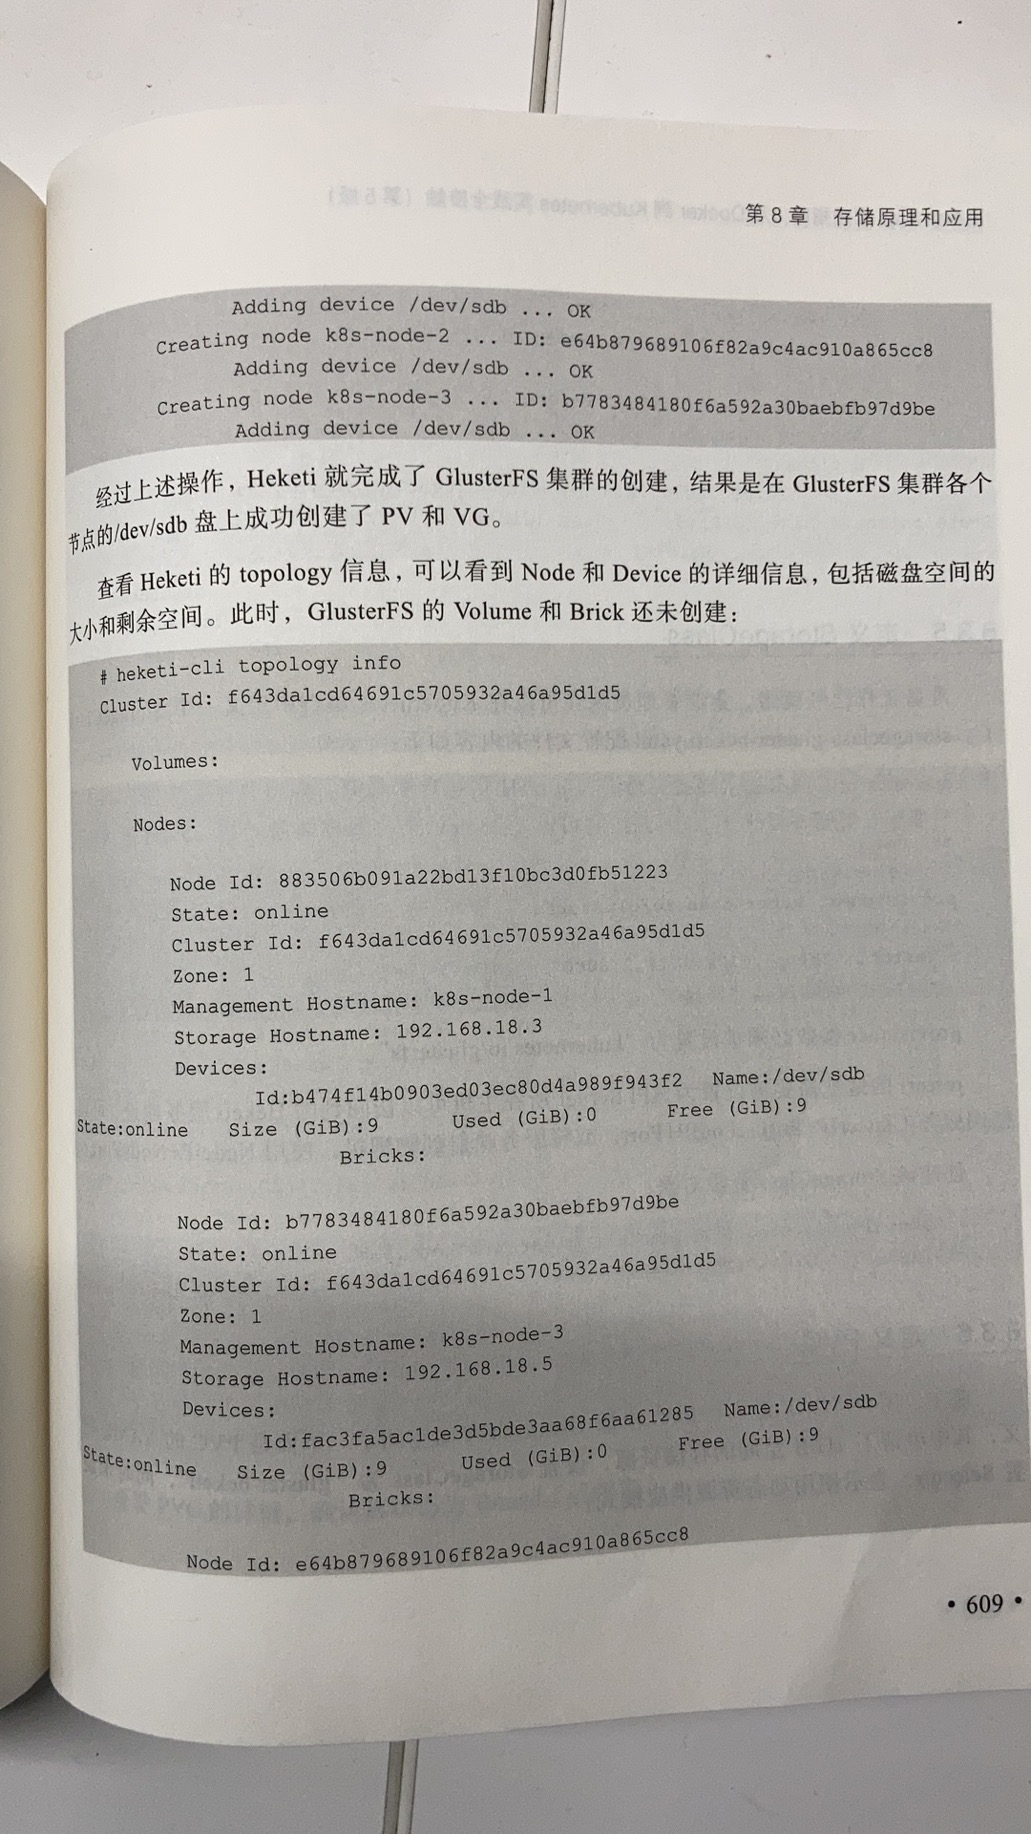 第 8 章 存储原理和应用
Adding device /dev/sdb ... OK
Creating node k8s-node-2 ... ID: e64b879689106f82a9c4ac910a865cc8
Adding device /dev/sdb ... OK
Creating node k8s-node-3 ... ID: b7783484180f6a592a30baebfb97d9be
Adding device /dev/sdb ... OK
经过上述操作，Heketi 就完成了 GlusterFS 集群的创建，结果是在 GlusterFS 集群各个
节点的/dev/sdb 盘上成功创建了 PV 和 VG。
查看 Heketi 的 topology 信息，可以看到 Node 和 Device 的详细信息，包括磁盘空间的
大小和剩余空间。此时，GlusterFS 的 Volume 和 Brick 还未创建：
# heketi-cli topology info
Cluster Id: f643da1cd64691c5705932a46a95d1d5
Volumes:
Nodes:
Node Id: 883506b091a22bd13f10bc3d0fb51223
State: online
Cluster Id: f643da1cd64691c5705932a46a95d1d5
Zone: 1
Management Hostname: k8s-node-1
Storage Hostname: 192.168.18.3
Devices:
Id:b474f14b0903ed03ec80d4a989f943f2 Name:/dev/sdb
State:online Size (GiB):9 Used (GiB):0 Free (GiB):9
Bricks:
Node Id: b7783484180f6a592a30baebfb97d9be
State: online
Cluster Id: f643da1cd64691c5705932a46a95d1d5
Zone: 1
Management Hostname: k8s-node-3
Storage Hostname: 192.168.18.5
Devices:
Id:fac3fa5ac1de3d5bde3aa68f6aa61285 Name:/dev/sdb
State:online Size (GiB):9 Used (GiB):0 Free (GiB):9
Bricks:
Node Id: e64b879689106f82a9c4ac910a865cc8
• 609 •